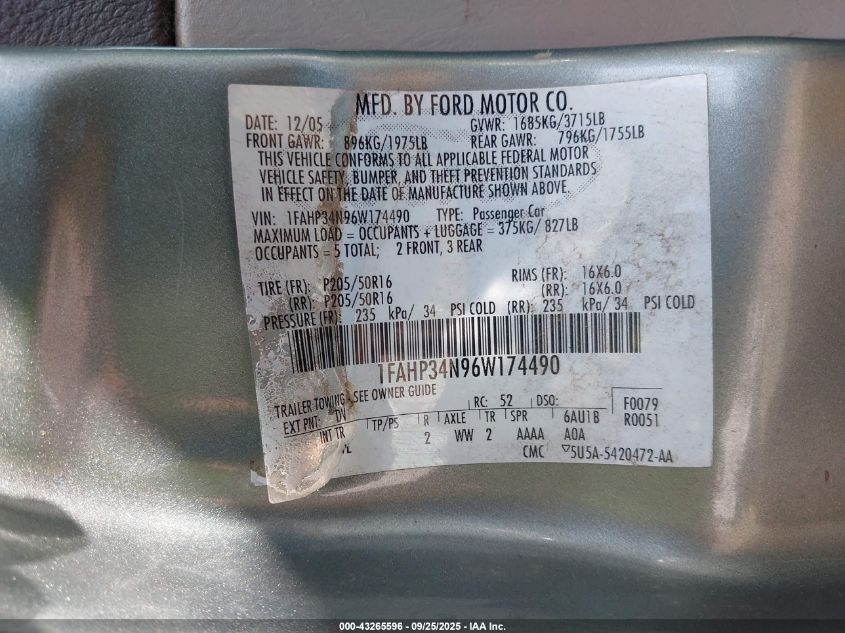 MFD. BY FORD MOTOR CO.
DATE: 12/05 GVWR: 1685KG/3715LB
FRONT GAWR: 896KG/1975LB REAR GAWR: 796KG/1755LB
THIS VEHICLE CONFORMS TO ALL APPLICABLE FEDERAL MOTOR
VEHICLE SAFETY, BUMPER, AND THEFT PREVENTION STANDARDS
IN EFFECT ON THE DATE OF MANUFACTURE SHOWN ABOVE.
VIN: 1FAHP34N96W174490 TYPE: Passenger Car
MAXIMUM LOAD = OCCUPANTS + LUGGAGE = 375KG/ 827LB
OCCUPANTS = 5 TOTAL; 2 FRONT, 3 REAR
TIRE (FR): P205/50R16 RIMS (FR): 16X6.0
(RR): P205/50R16 (RR): 16X6.0
PRESSURE (FR): 235 kPa/ 34 PSI COLD (RR): 235 kPa/ 34 PSI COLD
1FAHP34N96W174490
TRAILER TOWING - SEE OWNER GUIDE
EXT PNT: DV RC: 52 DSO: F0079
INT TR TP/PS R AXLE TR SPR 6AU1B R0051
2 WW 2 AAAA AOA
CMC ▽5U5A-5420472-AA
000-43265596 - 09/25/2025 - IAA Inc.